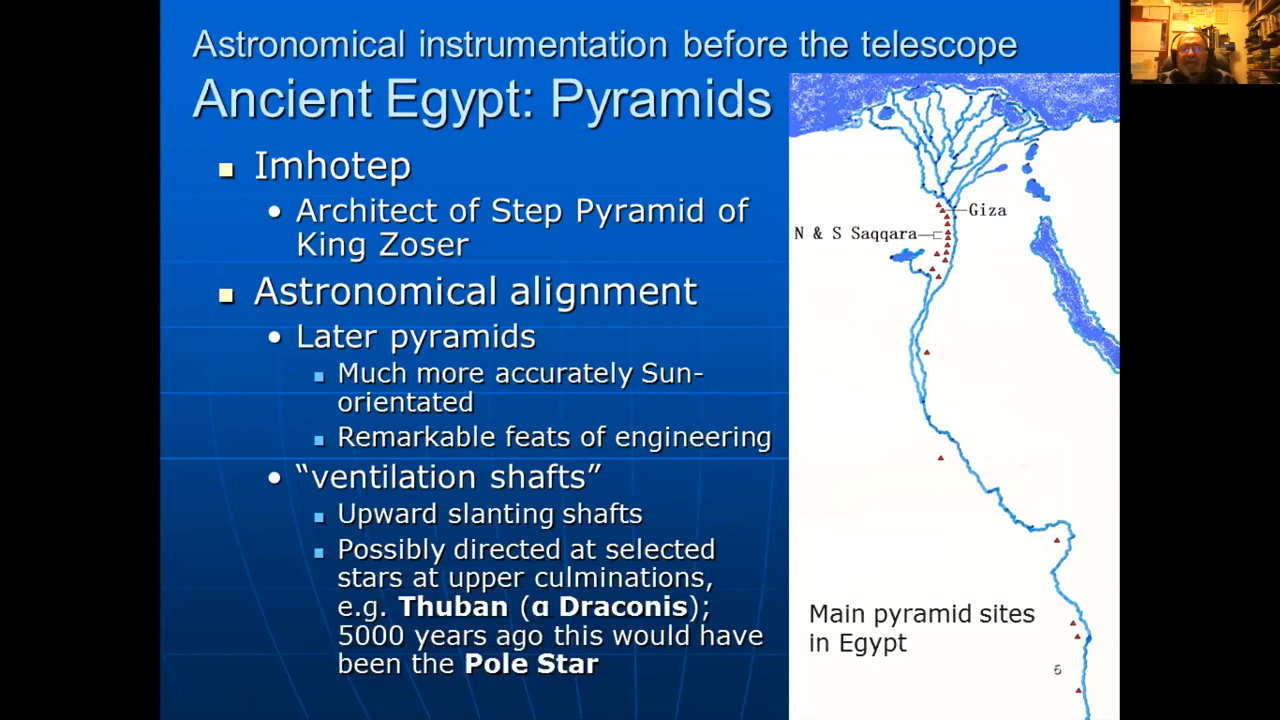 Astronomical instrumentation before the telescope
Ancient Egypt: Pyramids
Imhotep
Architect of Step Pyramid of
King Zoser
Astronomical alignment
Later pyramids
Much more accurately Sun-
orientated
Remarkable feats of engineering
“ventilation shafts”
Upward slanting shafts
Possibly directed at selected
stars at upper culminations,
e.g. Thuban (α Draconis);
5000 years ago this would have
been the Pole Star
Giza
N & S Saqqara
Main pyramid sites
in Egypt
6